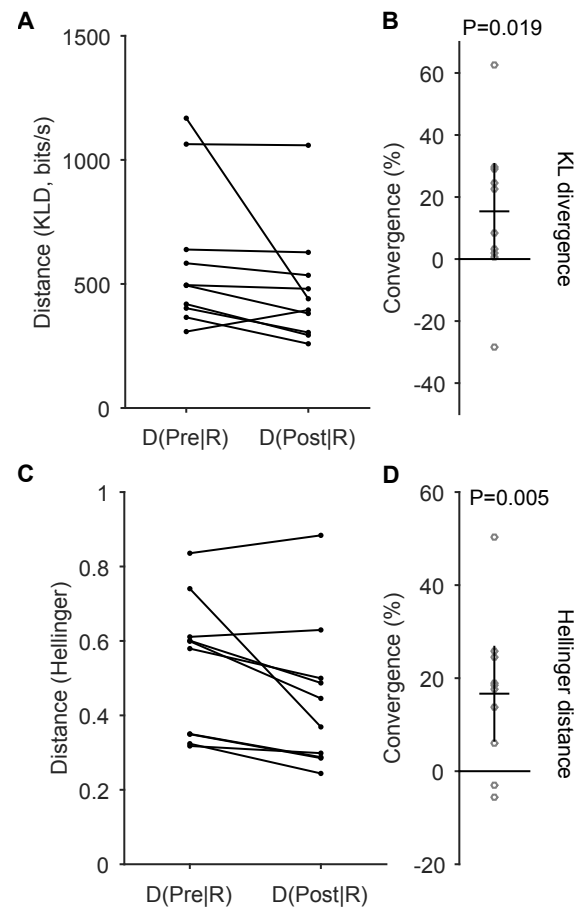 A
1500
1000
500
0
Distance (KLD, bits/s)
D(Pre|R)
D(Post|R)
B
P=0.019
60
40
20
0
-20
-40
Convergence (%)
KL divergence
C
1
0.8
0.6
0.4
0.2
0
Distance (Hellinger)
D(Pre|R)
D(Post|R)
D
P=0.005
60
40
20
0
-20
Convergence (%)
Hellinger distance